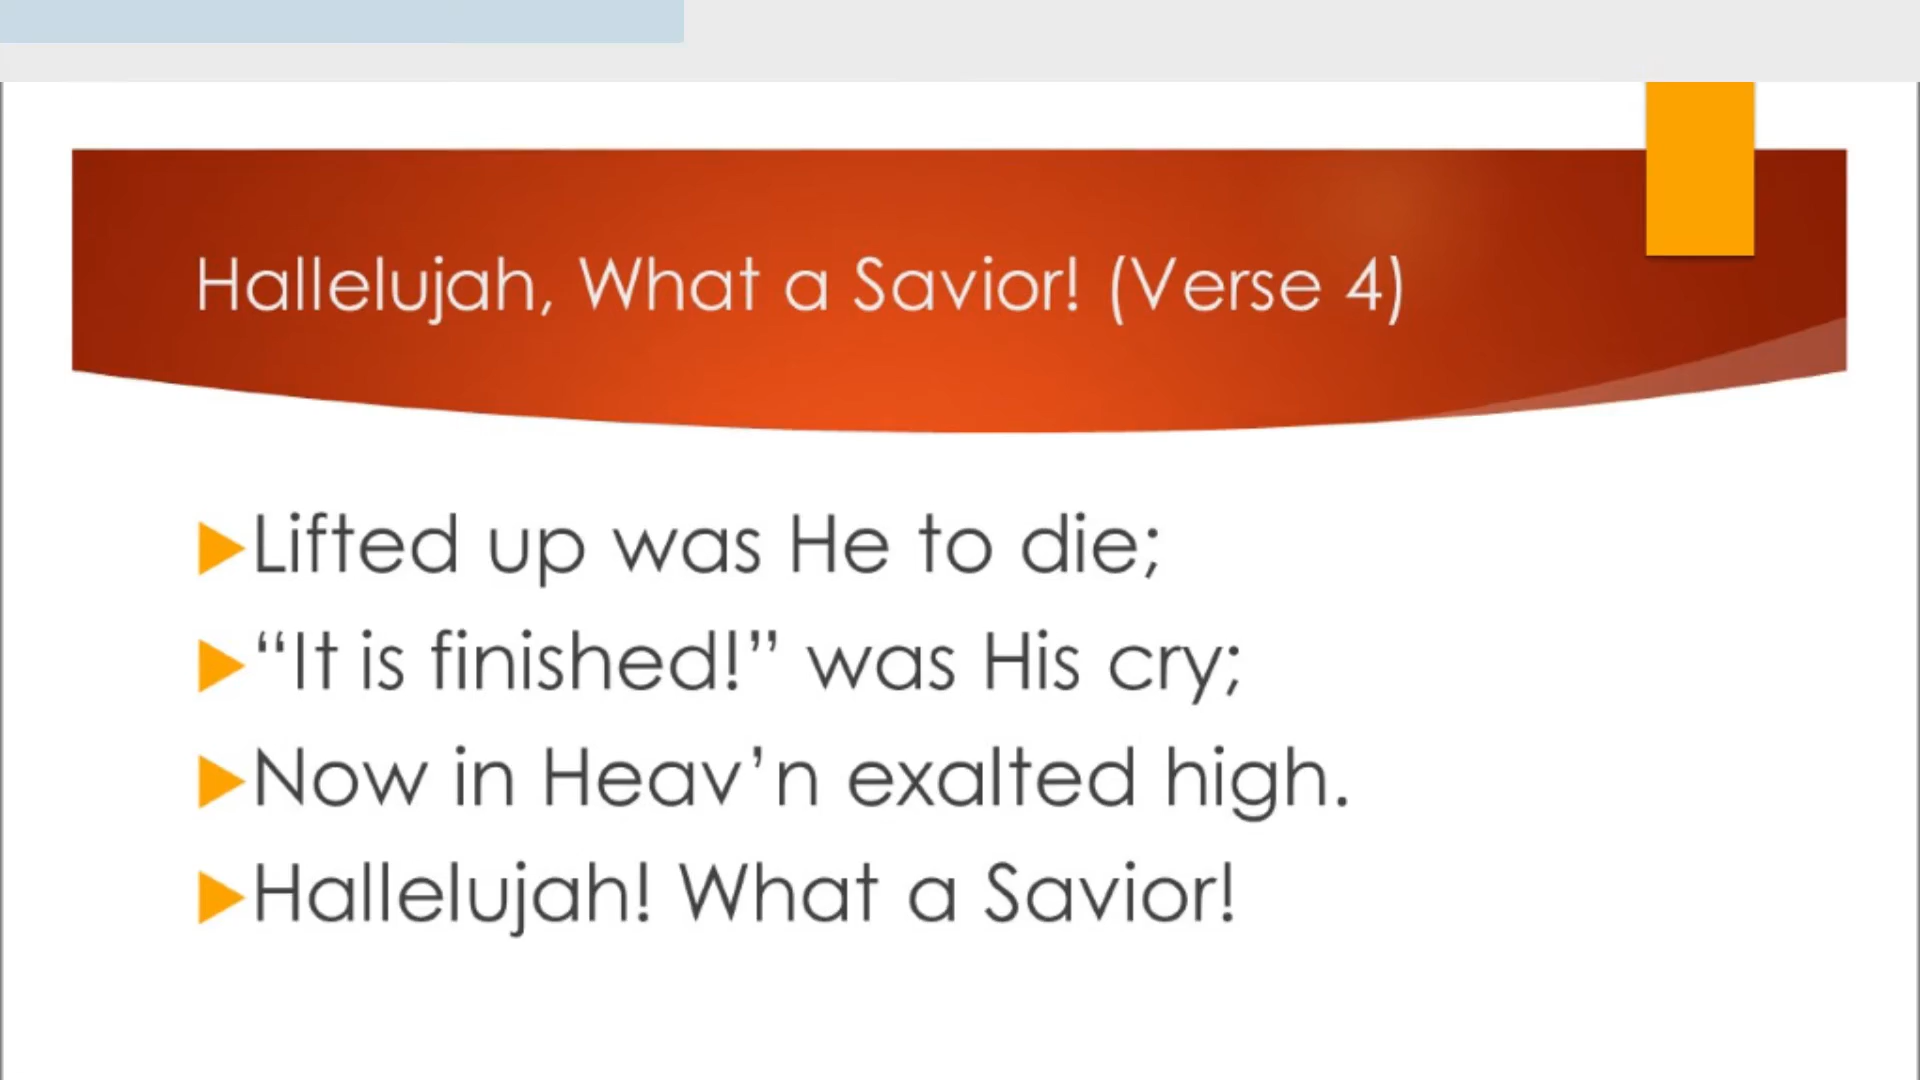 Hallelujah, What a Savior! (Verse 4)
Lifted up was He to die;
“It is finished!” was His cry;
Now in Heav’n exalted high.
Hallelujah! What a Savior!